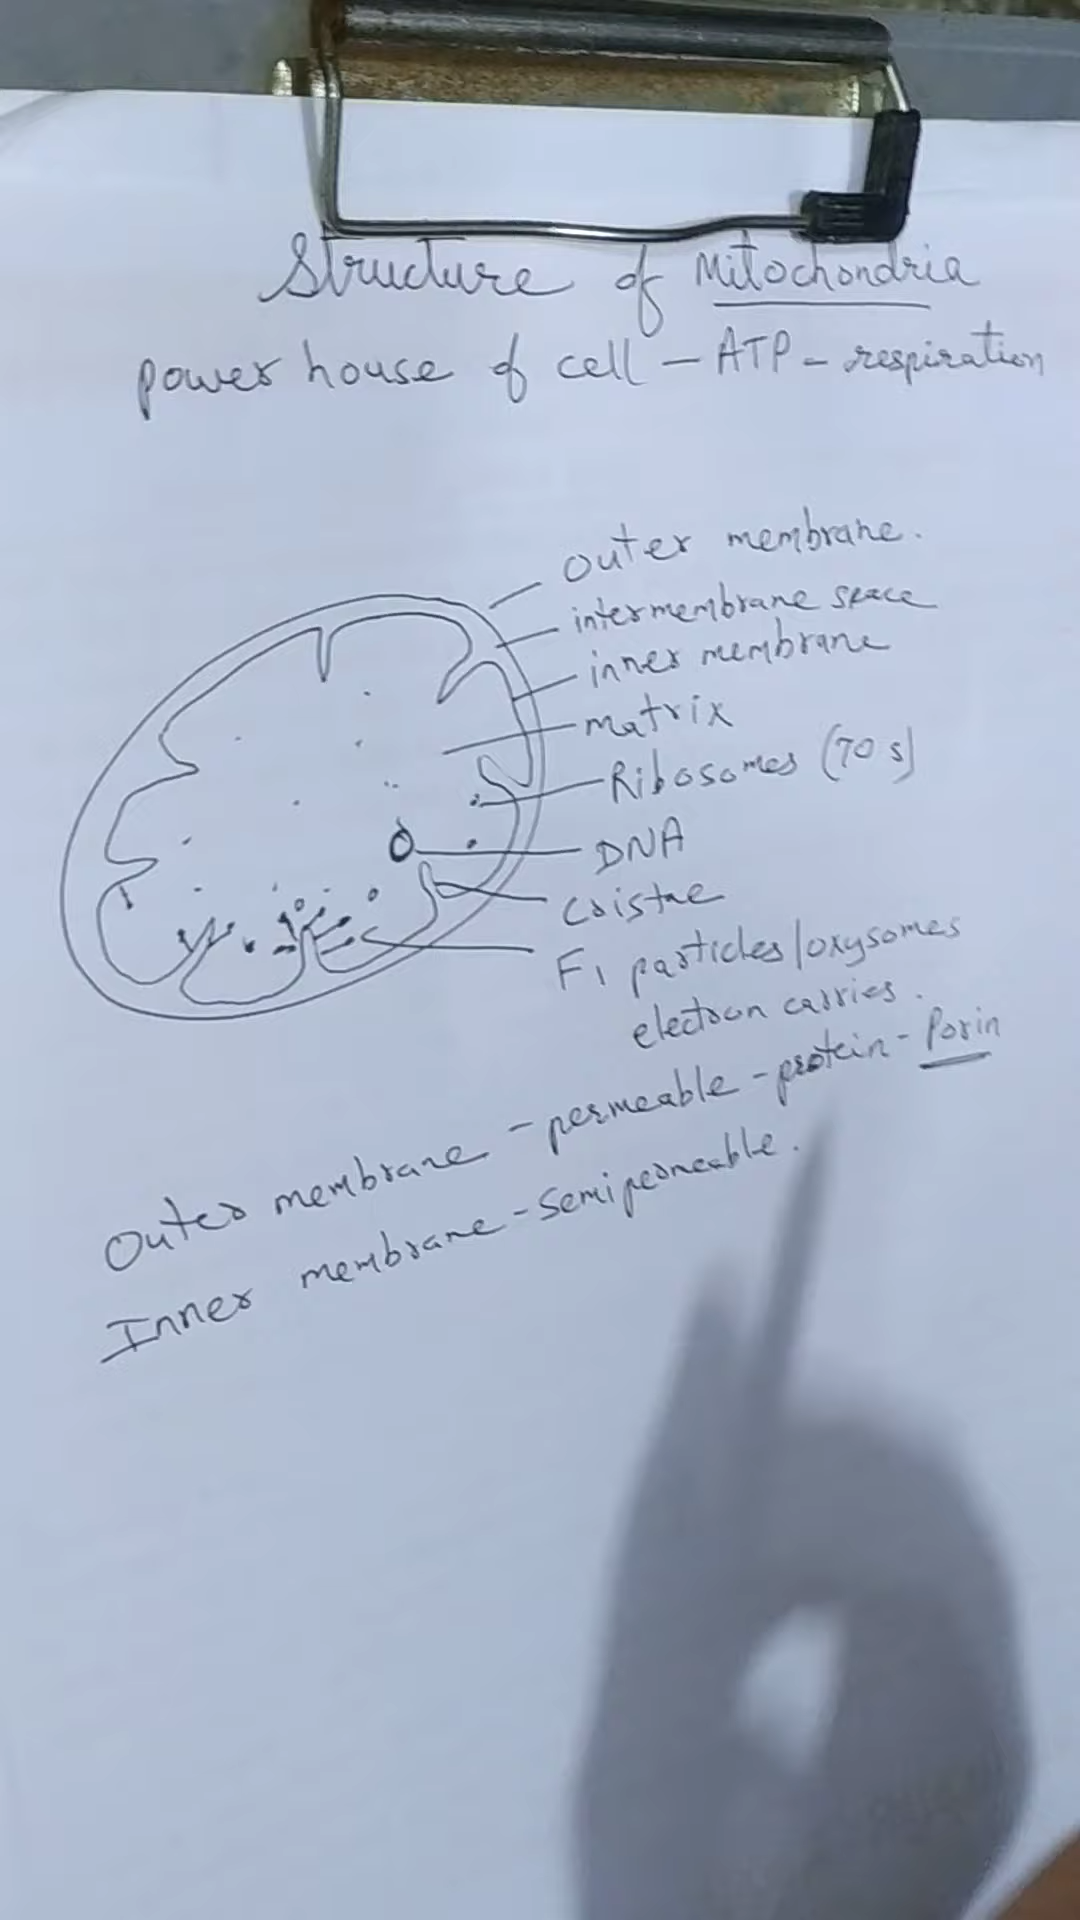 Structure of Mitochondria
power house of cell - ATP - respiration
outer membrane.
intermembrane space
inner membrane
matrix
Ribosomes (70 s)
DNA
Cristae
F1 particles/oxysomes
electron carries.
Outer membrane - permeable - protein - Porin
Inner membrane - Semipermeable.